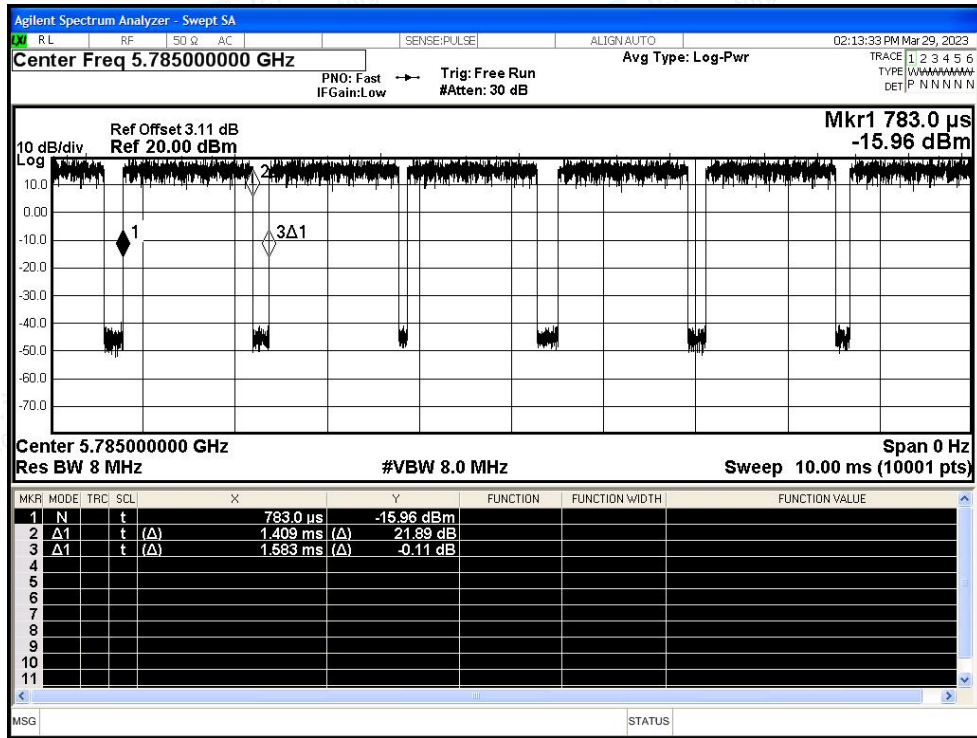 Agilent Spectrum Analyzer - Swept SA
LXI RL RF 50 Ω AC SENSE:PULSE ALIGN AUTO 02:13:33 PM Mar 29, 2023
Center Freq 5.785000000 GHz
PNO: Fast
IFGain:Low
Trig: Free Run
#Atten: 30 dB
Avg Type: Log-Pwr
TRACE 1 2 3 4 5 6
TYPE W
DET P N N N N N
Mkr1 783.0 µs
-15.96 dBm
Ref Offset 3.11 dB
10 dB/div Ref 20.00 dBm
Log
10.0
0.00
-10.0
-20.0
-30.0
-40.0
-50.0
-60.0
-70.0
2
1
3Δ1
Center 5.785000000 GHz Span 0 Hz
Res BW 8 MHz #VBW 8.0 MHz Sweep 10.00 ms (10001 pts)
MKR MODE TRC SCL X Y FUNCTION FUNCTION WIDTH FUNCTION VALUE
1 N t 783.0 µs -15.96 dBm
2 Δ1 t (Δ) 1.409 ms (Δ) 21.89 dB
3 Δ1 t (Δ) 1.583 ms (Δ) -0.11 dB
4
5
6
7
8
9
10
11
MSG STATUS